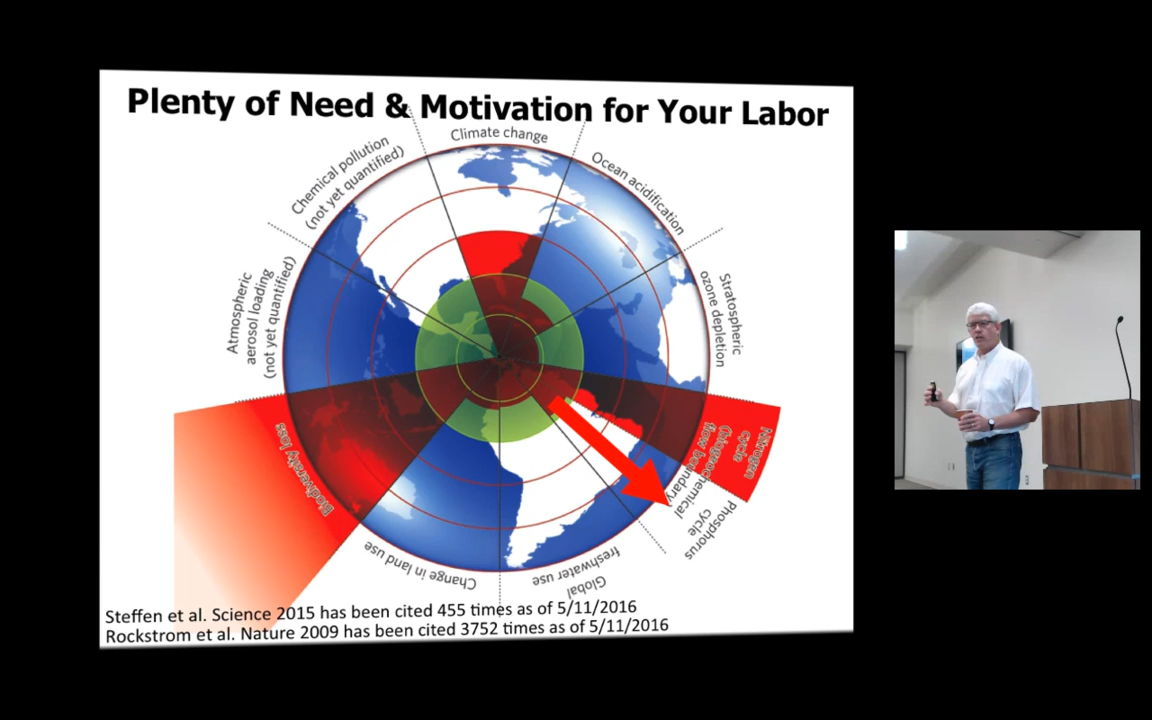 Plenty of Need & Motivation for Your Labor
Climate change
Ocean acidification
Stratospheric
ozone depletion
Nitrogen
cycle
(biogeochemical
flow boundary)
Phosphorus
cycle
Global
freshwater use
Change in land use
Biodiversity loss
Atmospheric
aerosol loading
(not yet quantified)
Chemical pollution
(not yet quantified)
Steffen et al. Science 2015 has been cited 455 times as of 5/11/2016
Rockstrom et al. Nature 2009 has been cited 3752 times as of 5/11/2016